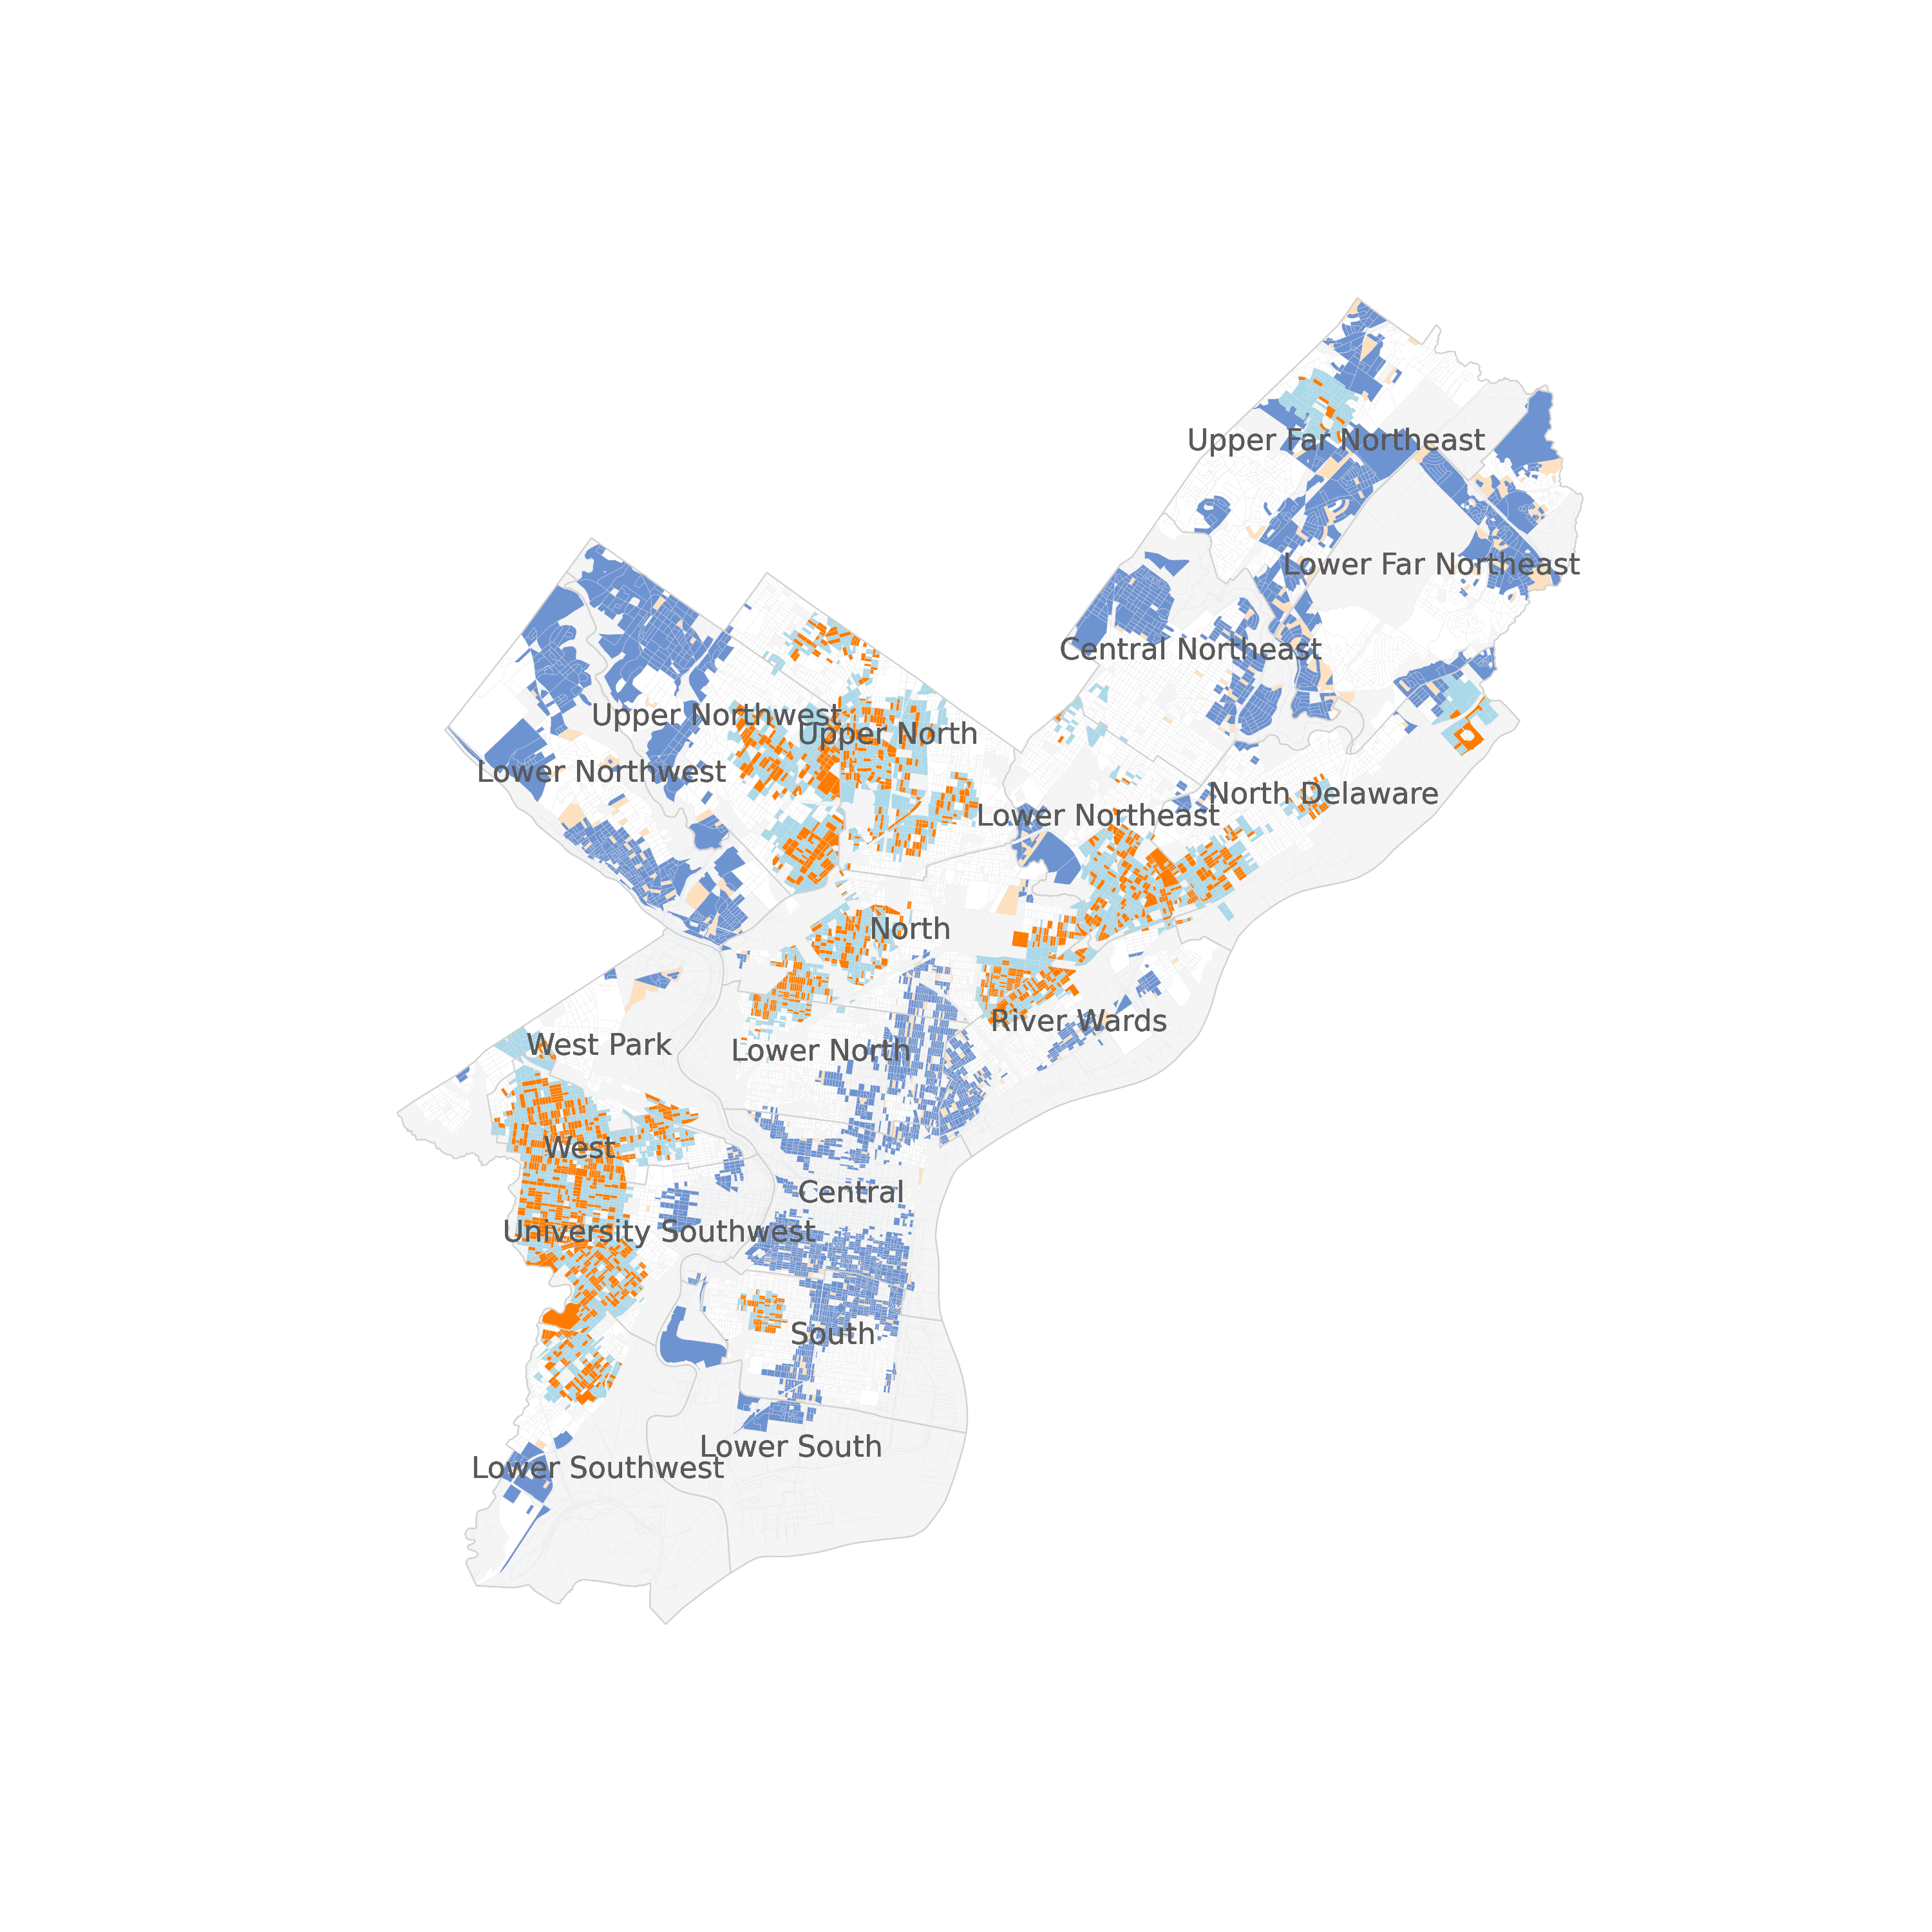 Upper Far Northeast
Lower Far Northeast
Central Northeast
Upper Northwest
Upper North
Lower Northwest
North Delaware
Lower Northeast
North
River Wards
West Park
Lower North
West
Central
University Southwest
South
Lower South
Lower Southwest